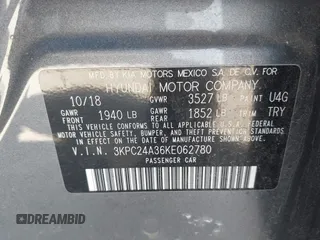 MFD. BY KIA MOTORS MEXICO S.A. DE C.V. FOR
HYUNDAI MOTOR COMPANY
10/18 GVWR 3527 LB PAINT U4G
GAWR FRONT 1940 LB GAWR REAR 1852 LB TRIM TRY
THIS VEHICLE CONFORMS TO ALL APPLICABLE
FEDERAL MOTOR VEHICLE SAFETY, BUMPER,
AND THEFT PREVENTION STANDARDS
IN EFFECT ON THE DATE OF
MANUFACTURE SHOWN ABOVE.
V.I.N. 3KPC24A36KE062780
PASSENGER CAR
DIAMOND BID